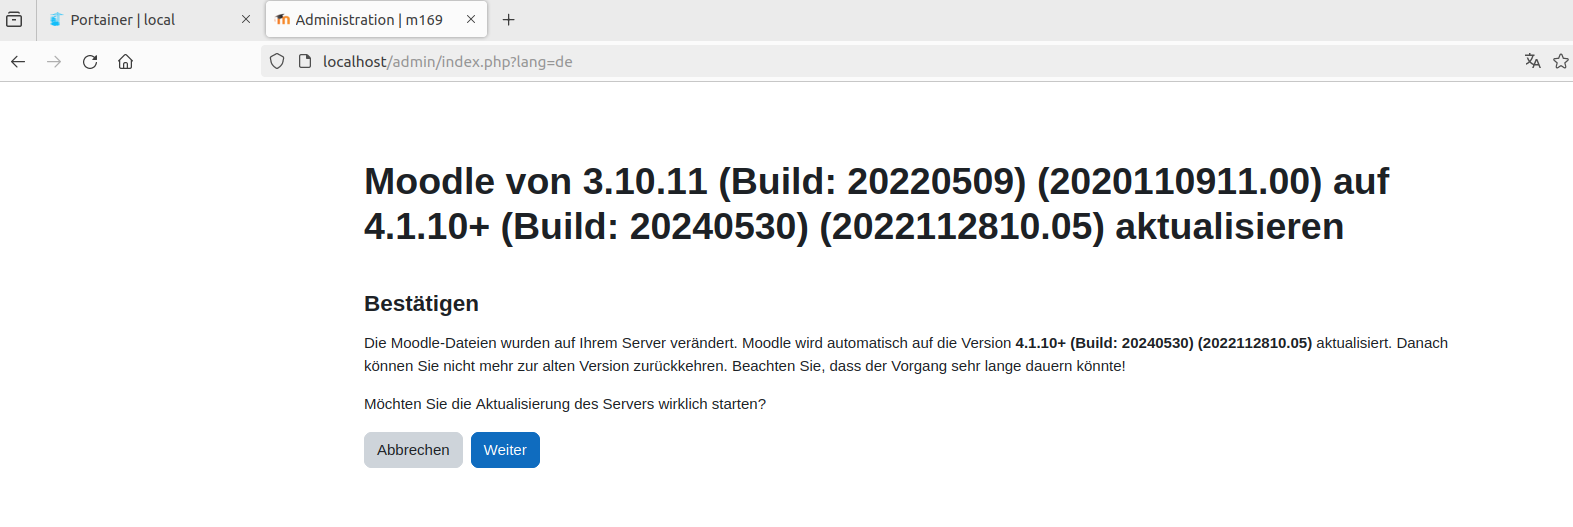 Portainer | local
Administration | m169
localhost/admin/index.php?lang=de
Moodle von 3.10.11 (Build: 20220509) (2020110911.00) auf
4.1.10+ (Build: 20240530) (2022112810.05) aktualisieren
Bestätigen
Die Moodle-Dateien wurden auf Ihrem Server verändert. Moodle wird automatisch auf die Version 4.1.10+ (Build: 20240530) (2022112810.05) aktualisiert. Danach
können Sie nicht mehr zur alten Version zurückkehren. Beachten Sie, dass der Vorgang sehr lange dauern könnte!
Möchten Sie die Aktualisierung des Servers wirklich starten?
Abbrechen
Weiter